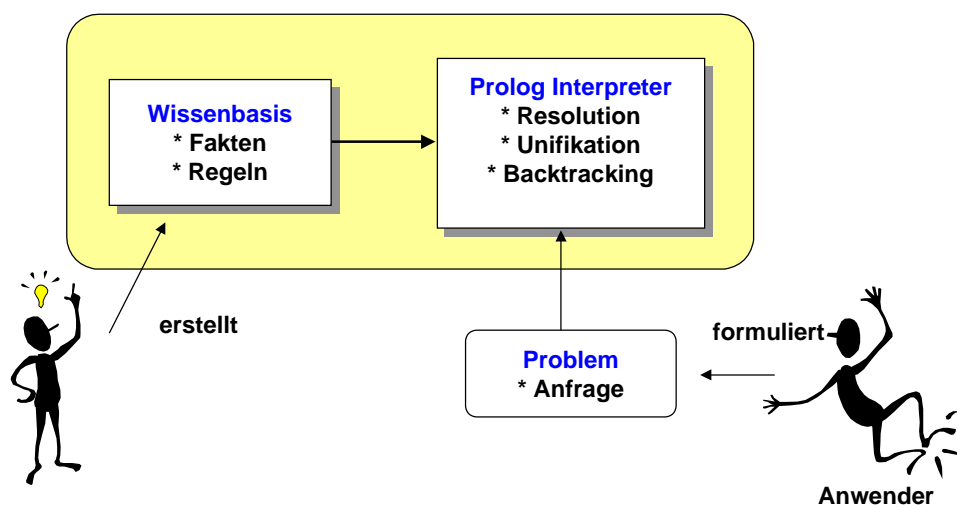 Wissenbasis
* Fakten
* Regeln
Prolog Interpreter
* Resolution
* Unifikation
* Backtracking
erstellt
Problem
* Anfrage
formuliert
Anwender